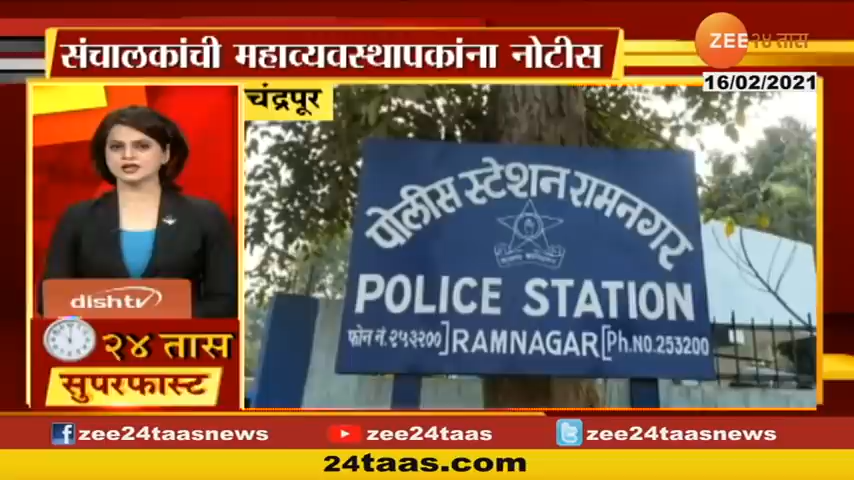 संचालकांची महाव्यवस्थापकांना नोटीस
ZEE २४ तास
16/02/2021
चंद्रपूर
पोलीस स्टेशन रामनगर
POLICE STATION
फोन नं. २५३२००] RAMNAGAR [Ph.NO.253200
dishtv
२४ तास
सुपरफास्ट
zee24taasnews
zee24taas
zee24taasnews
24taas.com